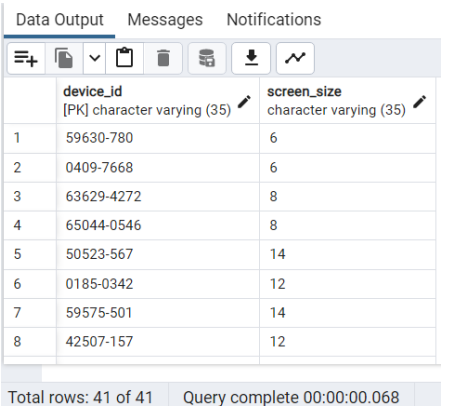 Data Output Messages Notifications
device_id screen_size
[PK] character varying (35) character varying (35)
1 59630-780 6
2 0409-7668 6
3 63629-4272 8
4 65044-0546 8
5 50523-567 14
6 0185-0342 12
7 59575-501 14
8 42507-157 12
Total rows: 41 of 41 Query complete 00:00:00.068